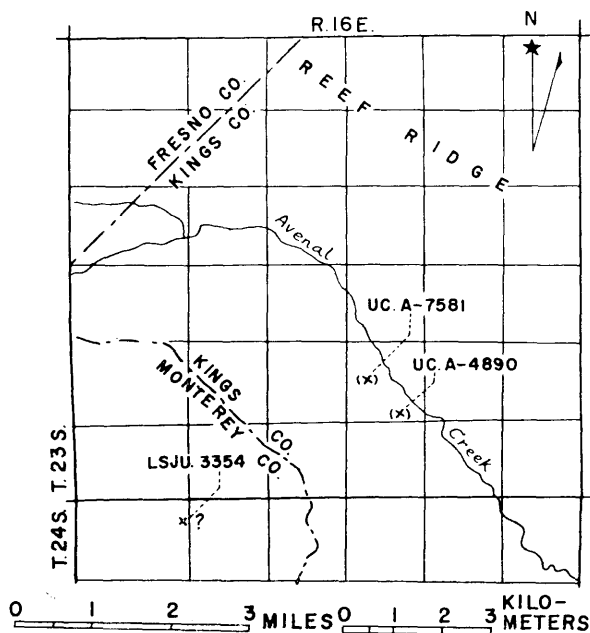 R.16E.
N
REEF RIDGE
FRESNO CO.
KINGS CO.
Avenal
UC. A-7581
(x)
UC. A-4890
(x)
KINGS CO.
MONTEREY CO.
Creek
LSJU. 3354
x?
T.24S. T.23S.
0 1 2 3 MILES
0 1 2 3 KILO-
METERS